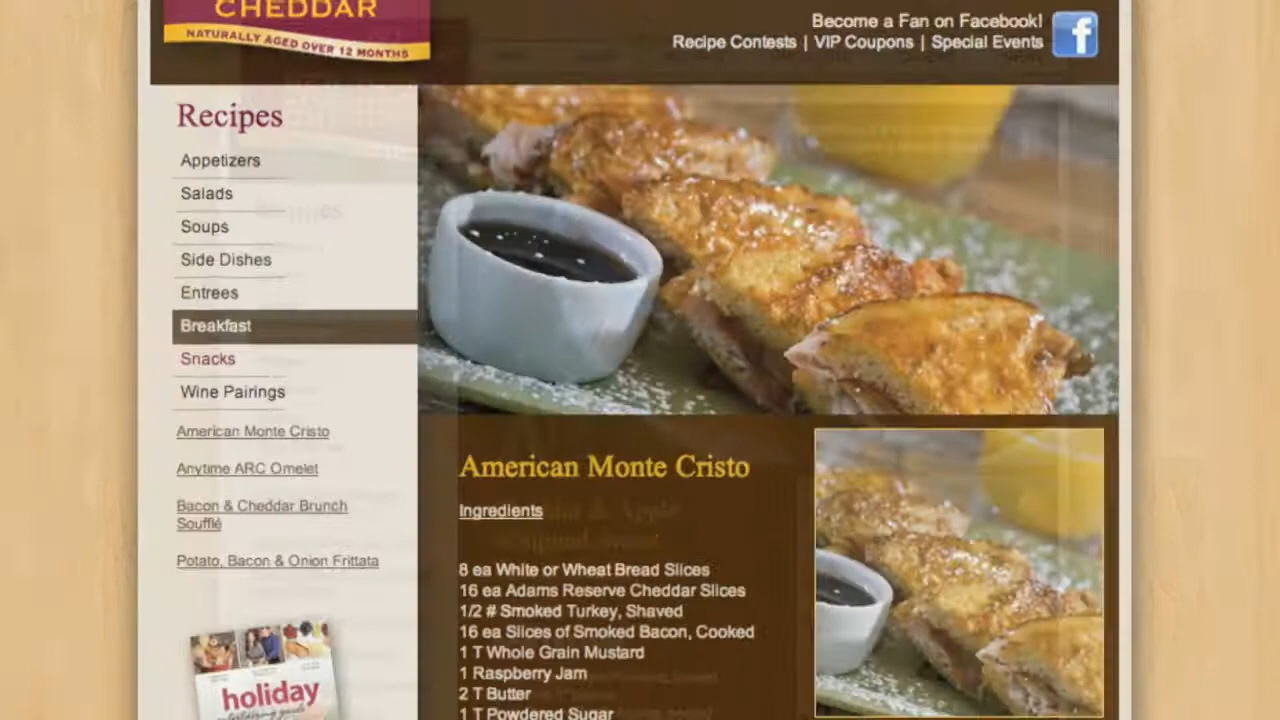 CHEDDAR
NATURALLY AGED OVER 12 MONTHS
Become a Fan on Facebook!
Recipe Contests | VIP Coupons | Special Events
f
Recipes
Appetizers
Salads
Soups
Side Dishes
Entrees
Breakfast
Snacks
Wine Pairings
American Monte Cristo
Anytime ARC Omelet
Bacon & Cheddar Brunch
Soufflé
Potato, Bacon & Onion Frittata
holiday
American Monte Cristo
Ingredients
8 ea White or Wheat Bread Slices
16 ea Adams Reserve Cheddar Slices
1/2 # Smoked Turkey, Shaved
16 ea Slices of Smoked Bacon, Cooked
1 T Whole Grain Mustard
1 Raspberry Jam
2 T Butter
1 T Powdered Sugar